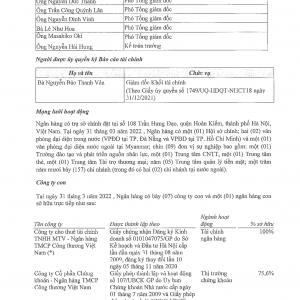 Ông Nguyễn Đức Thành Phó Tổng giám đốc
Ông Trần Công Quỳnh Lân Phó Tổng giám đốc
Ông Nguyễn Đình Vinh Phó Tổng giám đốc
Bà Lê Như Hoa Phó Tổng giám đốc
Ông Masahiko Oki Phó Tổng giám đốc
Ông Nguyễn Hải Hưng Kế toán trưởng
Người được ủy quyền ký Báo cáo tài chính
Họ và tên Chức vụ
Bà Nguyễn Bảo Thanh Vân Giám đốc Khối tài chính
(Theo Giấy ủy quyền số 1749/UQ-HĐQT-NHCT18 ngày
31/12/2021)
Mạng lưới hoạt động
Ngân hàng có trụ sở chính đặt tại số 108 Trần Hưng Đạo, quận Hoàn Kiếm, thành phố Hà Nội,
Việt Nam. Tại ngày 31 tháng 03 năm 2022, Ngân hàng có một (01) Hội sở chính; hai (02) văn
phòng đại diện trong nước (VPĐD tại TP. Đà Nẵng và VPĐD tại TP. Hồ Chí Minh) và một (01)
văn phòng đại diện nước ngoài tại Myanmar; chín (09) đơn vị sự nghiệp bao gồm: một (01)
Trường đào tạo và phát triển nguồn nhân lực, một (01) Trung tâm CNTT, một (01) Trung tâm
thẻ, một (01) Trung tâm Tài trợ thương mại; năm (05) Trung tâm quản lý tiền mặt; một trăm
năm mươi bảy (157) chi nhánh (trong đó có hai (02) chi nhánh tại nước ngoài).
Công ty con
Tại ngày 31 tháng 3 năm 2022, Ngân hàng có bảy (07) công ty con và một (01) ngân hàng con
sở hữu trực tiếp như sau:
Tên công ty Được thành lập theo Ngành hoạt động % sở hữu
Công ty cho thuê tài chính Giấy chứng nhận Đăng ký Kinh Tài chính 100%
TNHH MTV - Ngân hàng doanh số 0101047075/GP do Sở ngân hàng
TMCP Công thương Việt Kế hoạch và Đầu tư Hà Nội cấp
Nam (*) lần đầu ngày 31 tháng 08 năm
2009, đăng ký thay đổi lần 10
ngày 05 tháng 11 năm 2020
Công ty Cổ phần Chứng Giấy phép thành lập và hoạt động Thị trường 75,6%
khoán - Ngân hàng TMCP số 107/UBCK-GP do Ủy ban chứng khoán
Công thương Việt Nam Chứng khoán Nhà nước cấp ngày
01 tháng 7 năm 2009 và Giấy phép